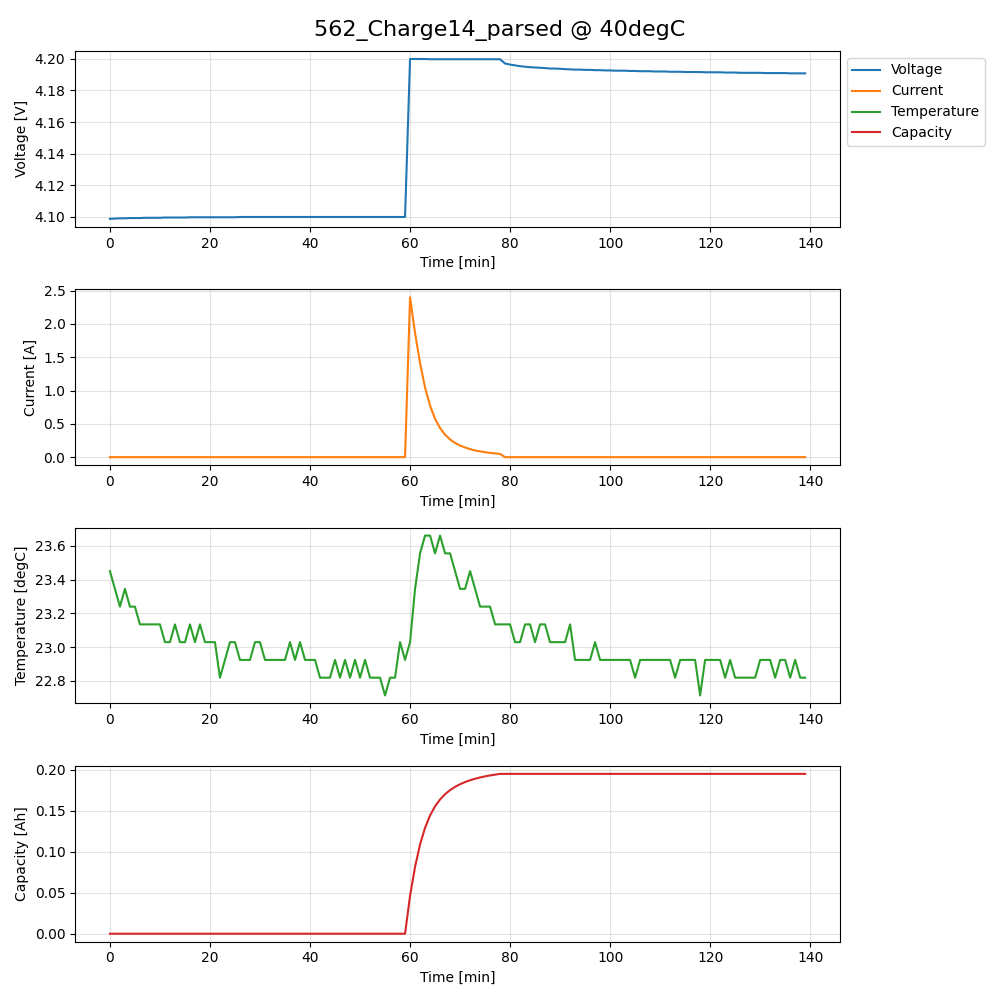 562_Charge14_parsed @ 40degC
4.20
4.18
4.16
4.14
4.12
4.10
Voltage [V]
0 20 40 60 80 100 120 140
Time [min]
Voltage
Current
Temperature
Capacity
2.5
2.0
1.5
1.0
0.5
0.0
Current [A]
0 20 40 60 80 100 120 140
Time [min]
23.6
23.4
23.2
23.0
22.8
Temperature [degC]
0 20 40 60 80 100 120 140
Time [min]
0.20
0.15
0.10
0.05
0.00
Capacity [Ah]
0 20 40 60 80 100 120 140
Time [min]